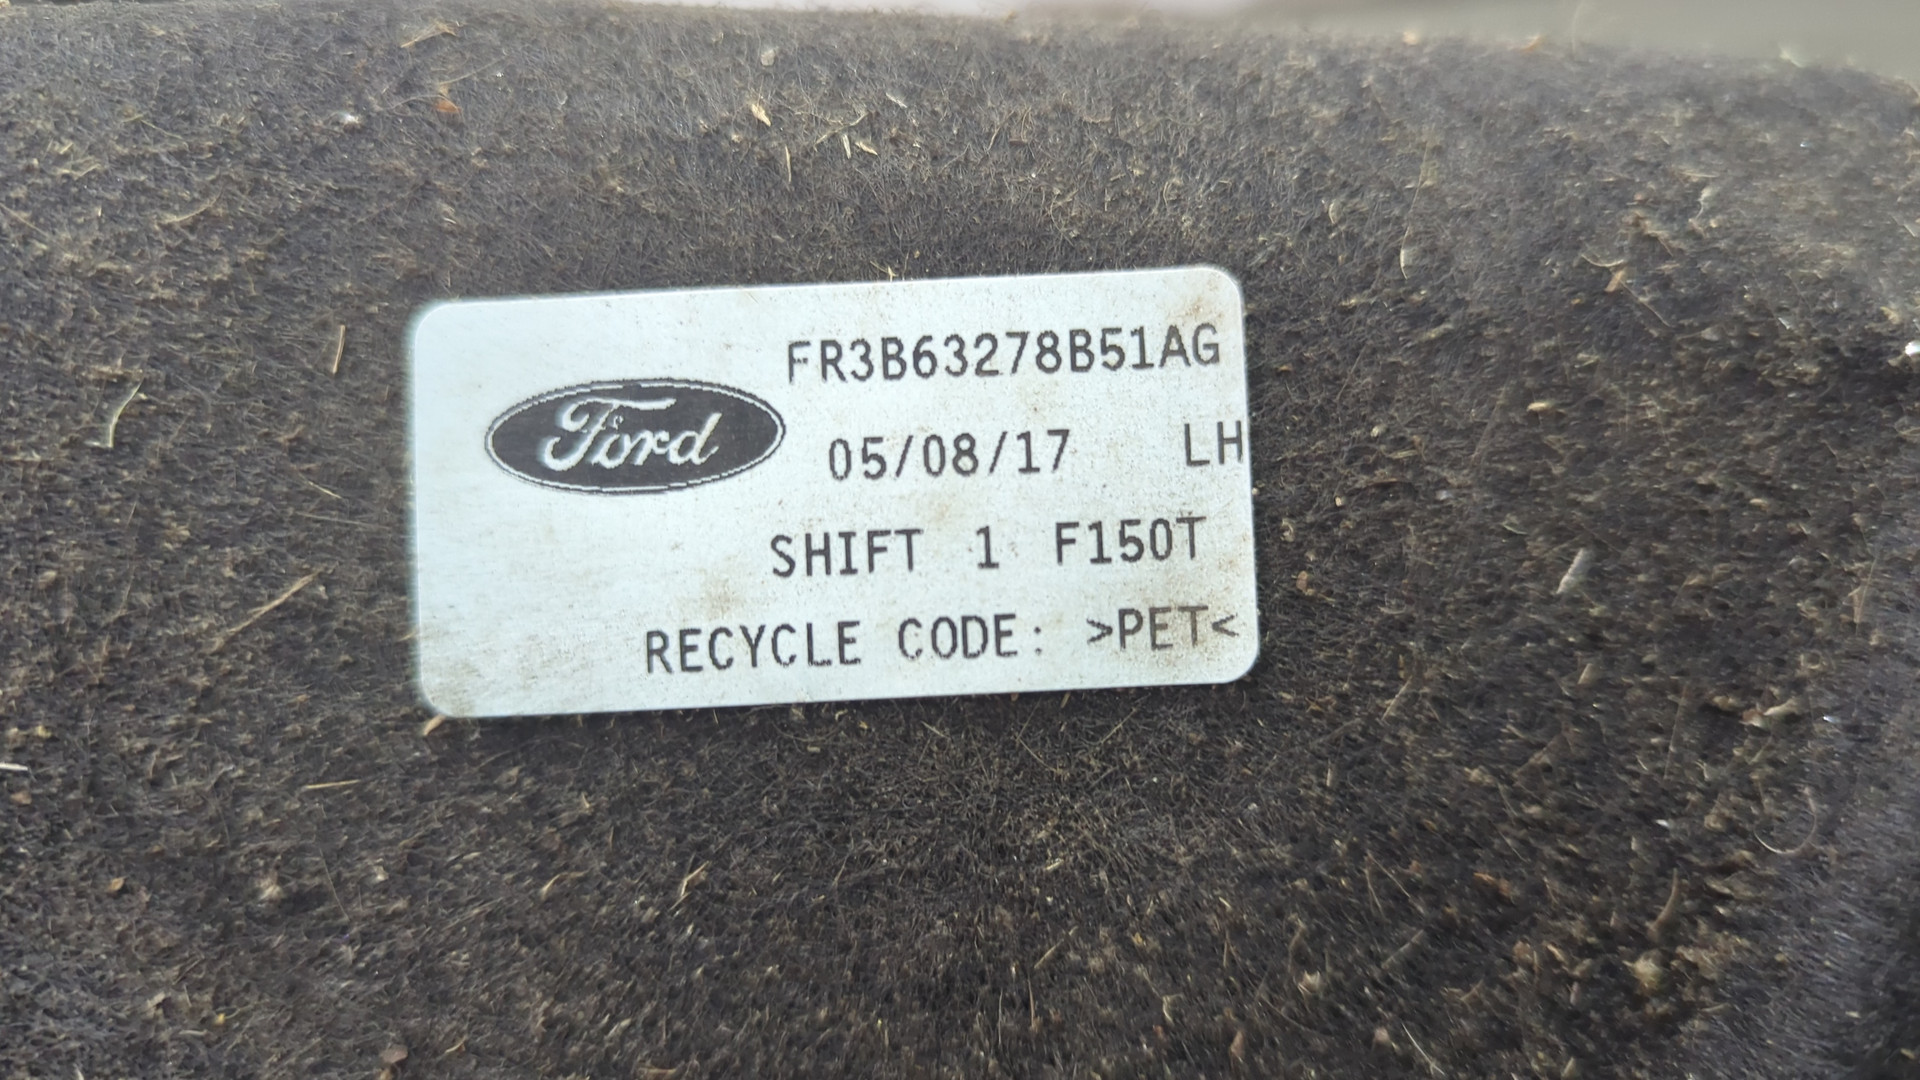 FR3B63278B51AG
Ford 05/08/17 LH
SHIFT 1 F150T
RECYCLE CODE: >PET<